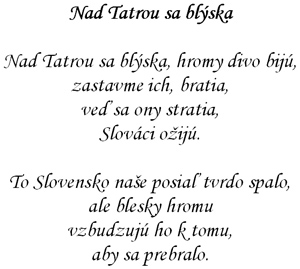 Nad Tatrou sa blýska
Nad Tatrou sa blýska, hromy divo bijú,
zastavme ich, bratia,
veď sa ony stratia,
Slováci ožijú.
To Slovensko naše posiaľ tvrdo spalo,
ale blesky hromu
vzbudzujú ho k tomu,
aby sa prebralo.